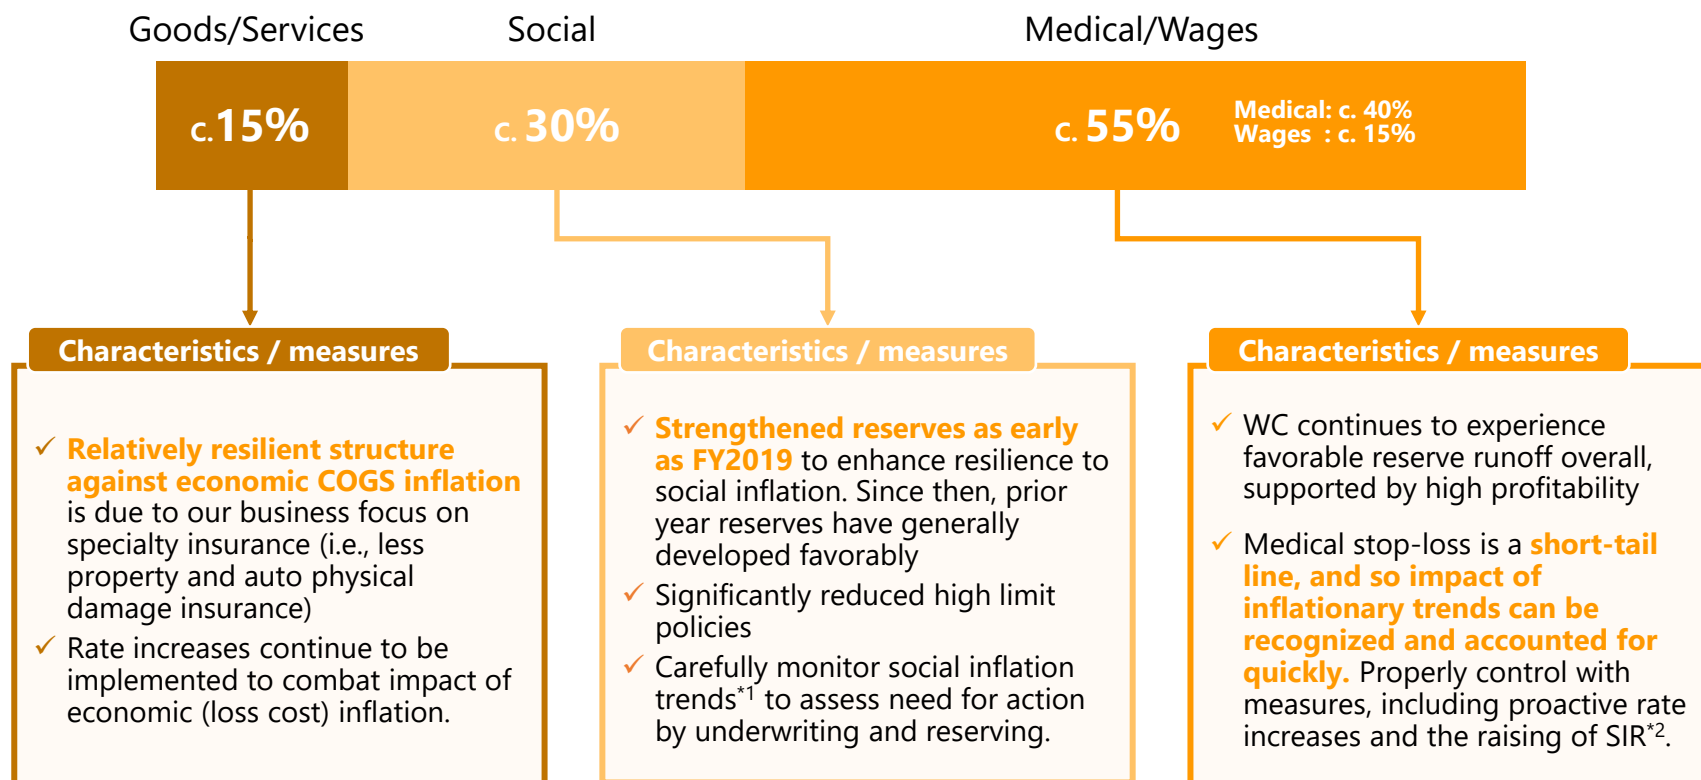 Goods/Services
Social
Medical/Wages
c.15%
c. 30%
c. 55%
Medical: c. 40%
Wages : c. 15%
Characteristics / measures
✓ Relatively resilient structure
against economic COGS inflation
is due to our business focus on
specialty insurance (i.e., less
property and auto physical
damage insurance)
✓ Rate increases continue to be
implemented to combat impact of
economic (loss cost) inflation.
Characteristics / measures
✓ Strengthened reserves as early
as FY2019 to enhance resilience to
social inflation. Since then, prior
year reserves have generally
developed favorably
✓ Significantly reduced high limit
policies
✓ Carefully monitor social inflation
trends*1 to assess need for action
by underwriting and reserving.
Characteristics / measures
✓ WC continues to experience
favorable reserve runoff overall,
supported by high profitability
✓ Medical stop-loss is a short-tail
line, and so impact of
inflationary trends can be
recognized and accounted for
quickly. Properly control with
measures, including proactive rate
increases and the raising of SIR*2.